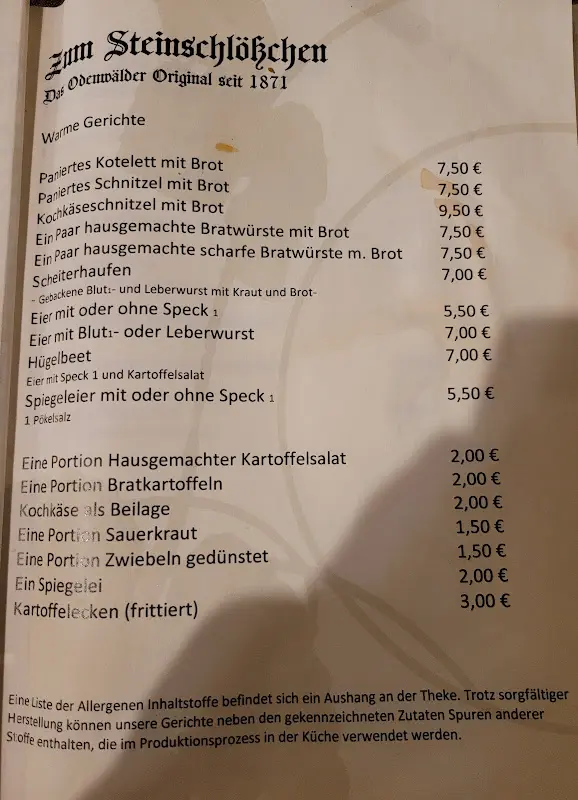 Zum Steinschlößchen
Das Odenwälder Original seit 1871
Warme Gerichte
Paniertes Kotelett mit Brot 7,50 €
Paniertes Schnitzel mit Brot 7,50 €
Kochkäseschnitzel mit Brot 9,50 €
Ein Paar hausgemachte Bratwürste mit Brot 7,50 €
Ein Paar hausgemachte scharfe Bratwürste m. Brot 7,50 €
Scheiterhaufen 7,00 €
- Gebackene Blut1- und Leberwurst mit Kraut und Brot-
Eier mit oder ohne Speck 1 5,50 €
Eier mit Blut1- oder Leberwurst 7,00 €
Hügelbeet 7,00 €
Eier mit Speck 1 und Kartoffelsalat
Spiegeleier mit oder ohne Speck 1 5,50 €
1 Pökelsalz
Eine Portion Hausgemachter Kartoffelsalat 2,00 €
Eine Portion Bratkartoffeln 2,00 €
Kochkäse als Beilage 2,00 €
Eine Portion Sauerkraut 1,50 €
Eine Portion Zwiebeln gedünstet 1,50 €
Ein Spiegelei 2,00 €
Kartoffelecken (frittiert) 3,00 €
Eine Liste der Allergenen Inhaltstoffe befindet sich ein Aushang an der Theke. Trotz sorgfältiger
Herstellung können unsere Gerichte neben den gekennzeichneten Zutaten Spuren anderer
Stoffe enthalten, die im Produktionsprozess in der Küche verwendet werden.